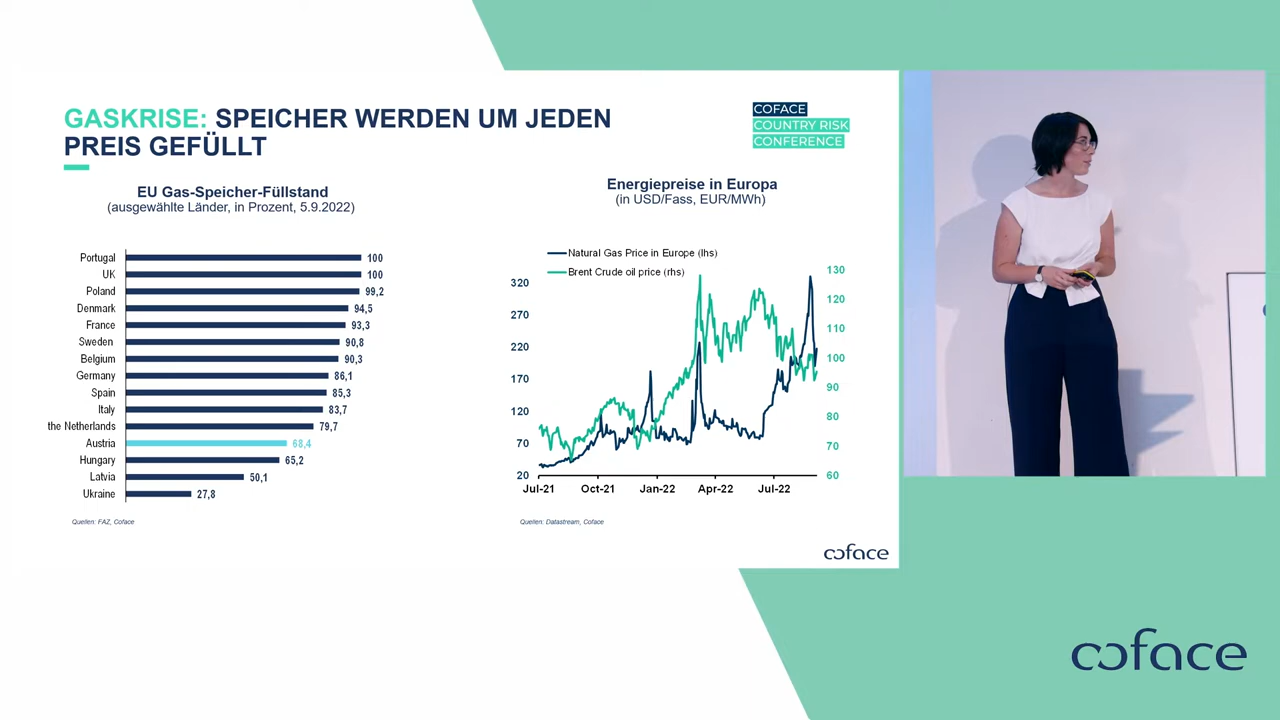 GASKRISE: SPEICHER WERDEN UM JEDEN
PREIS GEFÜLLT
COFACE
COUNTRY RISK
CONFERENCE
EU Gas-Speicher-Füllstand
(ausgewählte Länder, in Prozent, 5.9.2022)
Portugal 100
UK 100
Poland 99,2
Denmark 94,5
France 93,3
Sweden 90,8
Belgium 90,3
Germany 86,1
Spain 85,3
Italy 83,7
the Netherlands 79,7
Austria 68,4
Hungary 65,2
Latvia 50,1
Ukraine 27,8
Quellen: FAZ, Coface
Energiepreise in Europa
(in USD/Fass, EUR/MWh)
Natural Gas Price in Europe (lhs)
Brent Crude oil price (rhs)
320
270
220
170
120
70
20
130
120
110
100
90
80
70
60
Jul-21 Oct-21 Jan-22 Apr-22 Jul-22
Quellen: Datastream, Coface
coface
coface